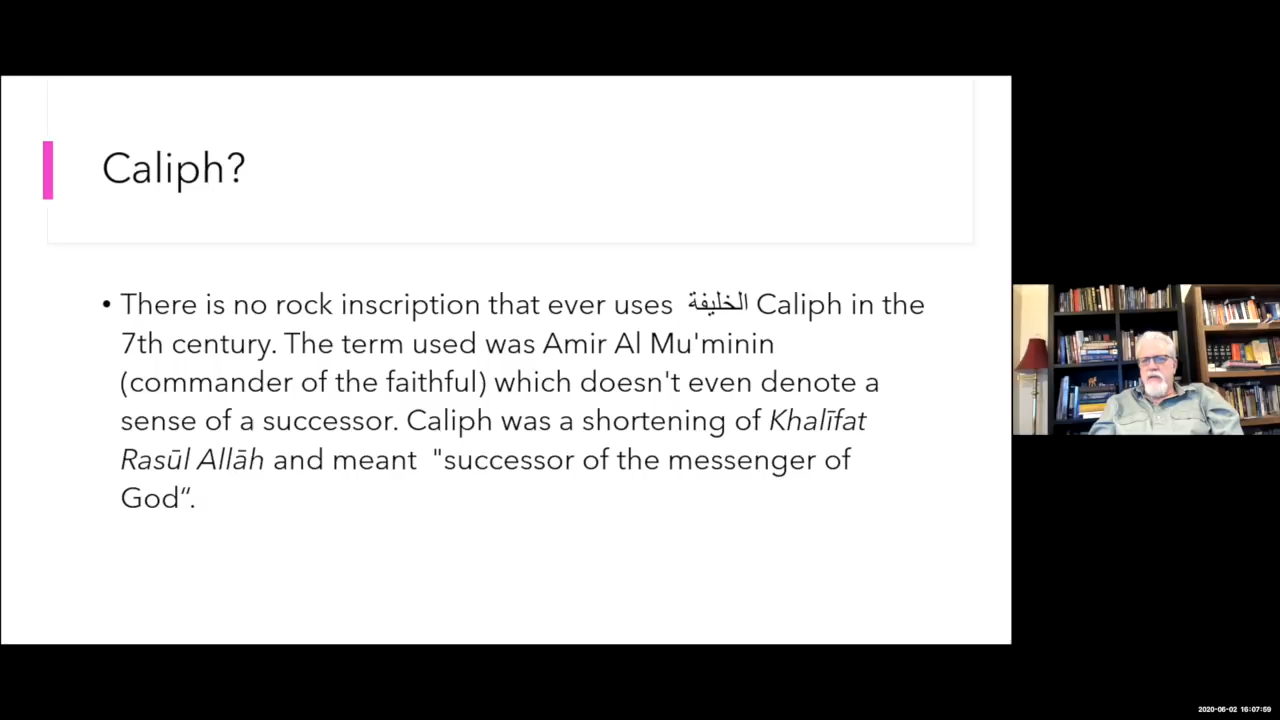 Caliph?
• There is no rock inscription that ever uses الخليفة Caliph in the
7th century. The term used was Amir Al Mu'minin
(commander of the faithful) which doesn't even denote a
sense of a successor. Caliph was a shortening of Khalīfat
Rasūl Allāh and meant "successor of the messenger of
God“.
2020-06-02 16:07:59